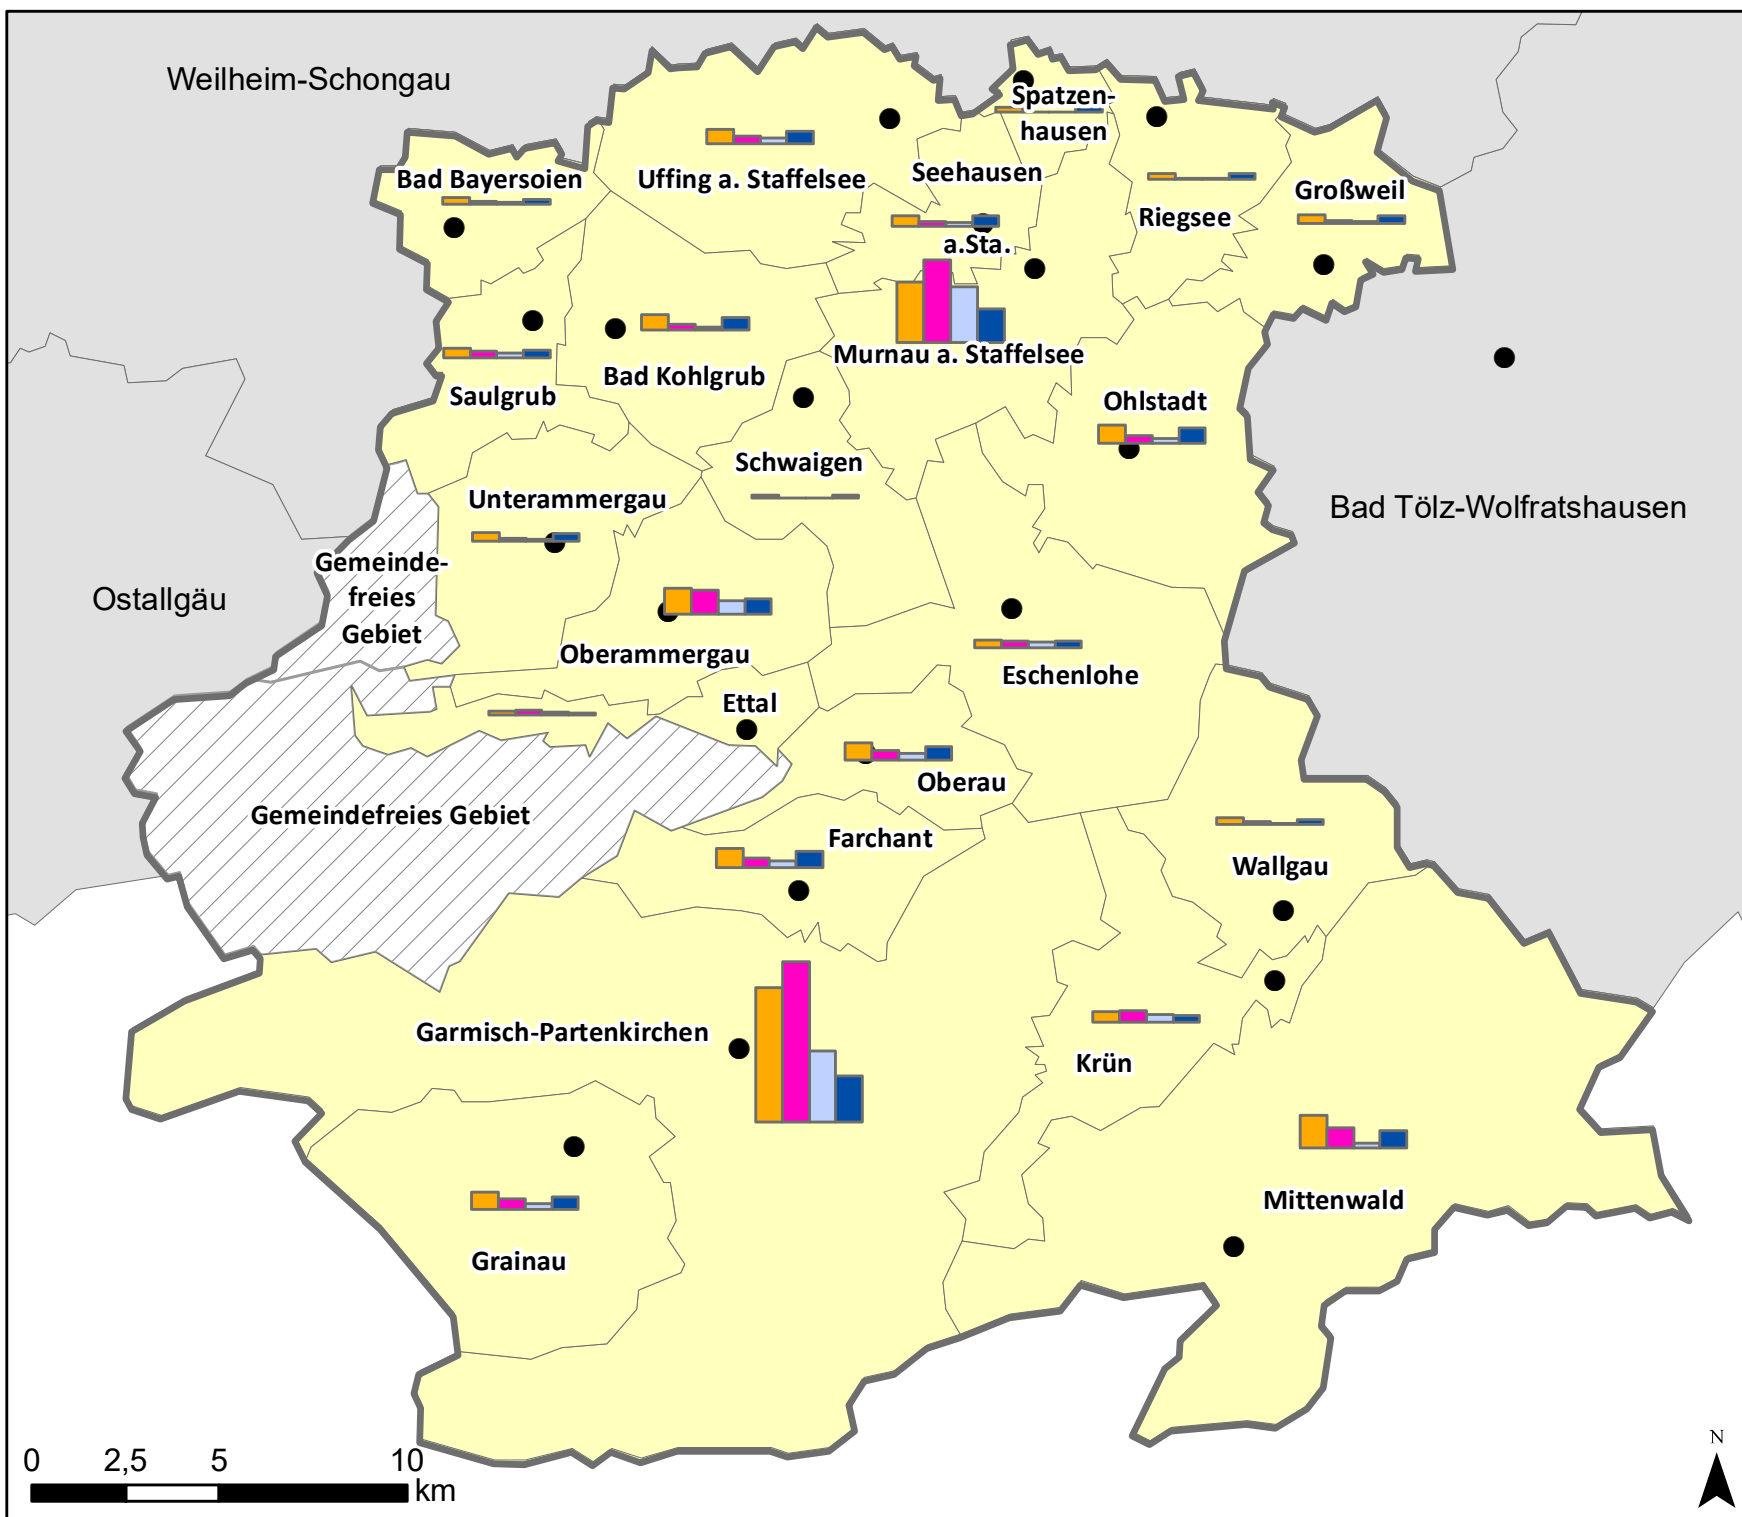 Weilheim-Schongau
Spatzen-
hausen
Bad Bayersoien
Uffing a. Staffelsee
Seehausen
a.Sta.
Riegsee
Großweil
Murnau a. Staffelsee
Bad Kohlgrub
Saulgrub
Ohlstadt
Schwaigen
Unterammergau
Bad Tölz-Wolfratshausen
Gemeinde-
freies
Gebiet
Ostallgäu
Oberammergau
Eschenlohe
Ettal
Oberau
Gemeindefreies Gebiet
Farchant
Wallgau
Garmisch-Partenkirchen
Krün
Mittenwald
Grainau
0 2,5 5 10
km
N